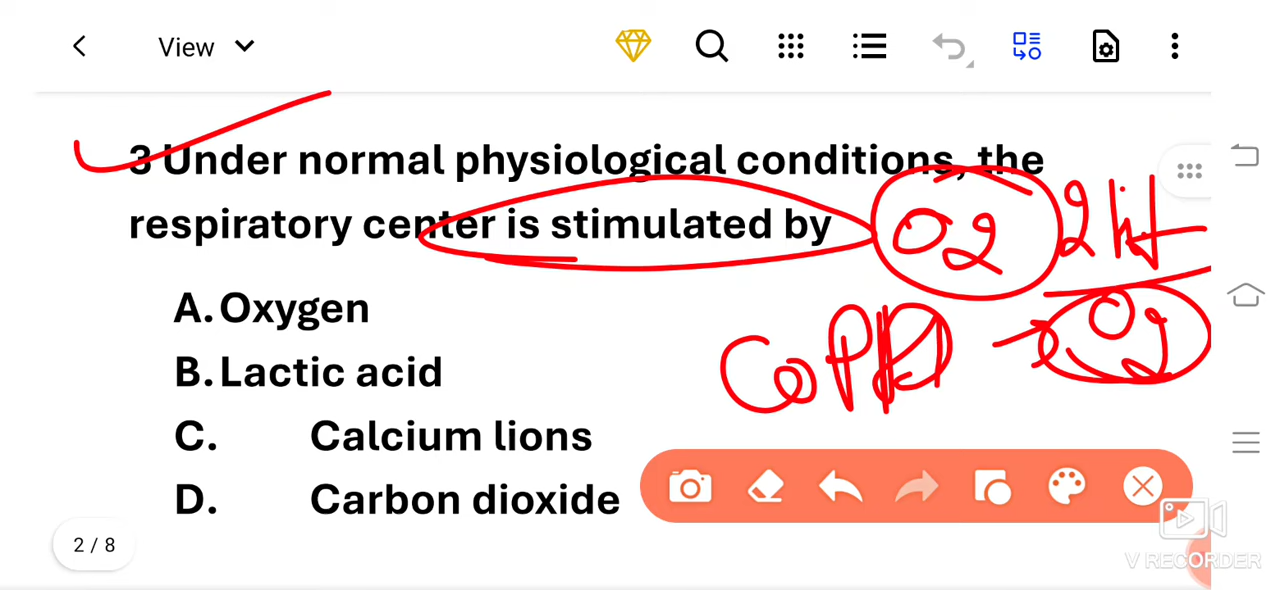 View
3 Under normal physiological conditions, the
respiratory center is stimulated by
O2
2 lit
O2
A. Oxygen
B. Lactic acid
C. Calcium lions
D. Carbon dioxide
2 / 8
V RECORDER